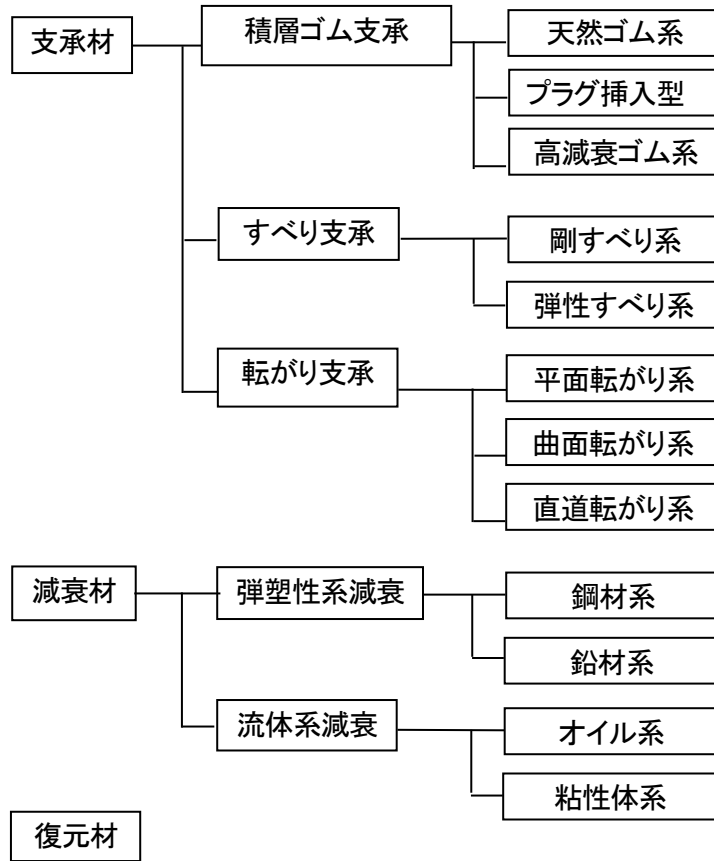 支承材
積層ゴム支承
天然ゴム系
プラグ挿入型
高減衰ゴム系
すべり支承
剛すべり系
弾性すべり系
転がり支承
平面転がり系
曲面転がり系
直道転がり系
減衰材
弾塑性系減衰
鋼材系
鉛材系
流体系減衰
オイル系
粘性体系
復元材